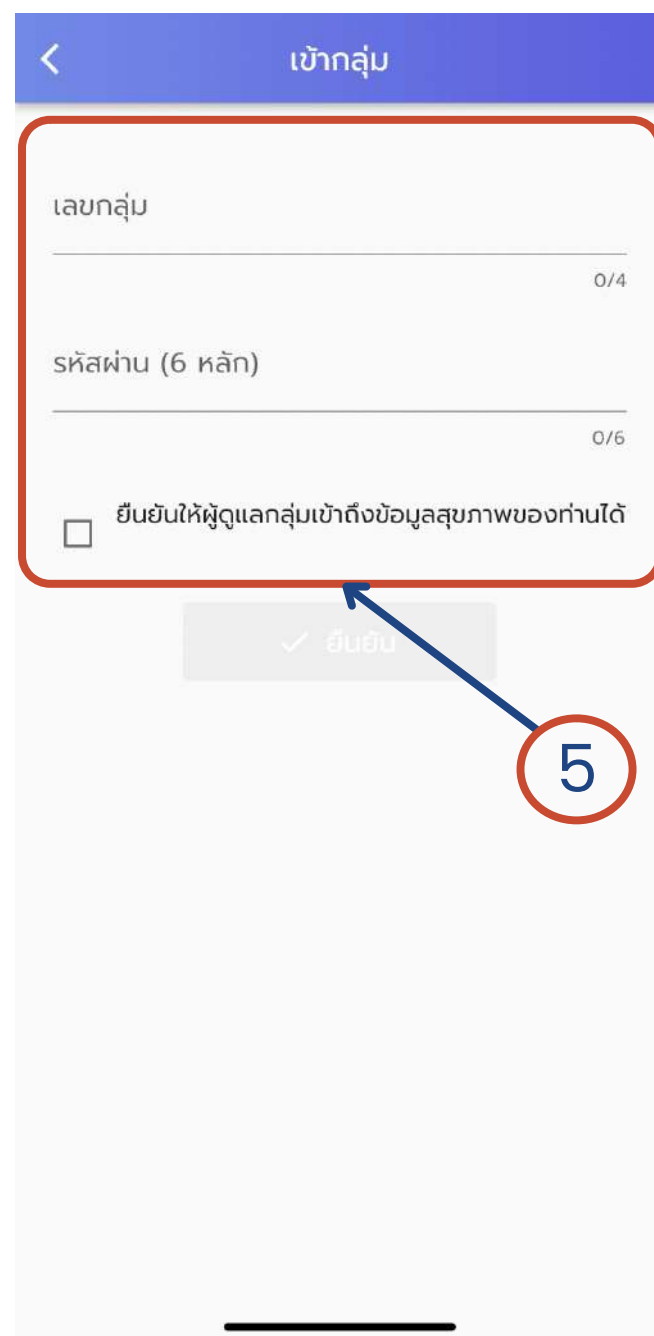 เข้ากลุ่ม
เลขกลุ่ม
0/4
รหัสผ่าน (6 หลัก)
0/6
ยืนยันให้ผู้ดูแลกลุ่มเข้าถึงข้อมูลสุขภาพของท่านได้
ยืนยัน
5